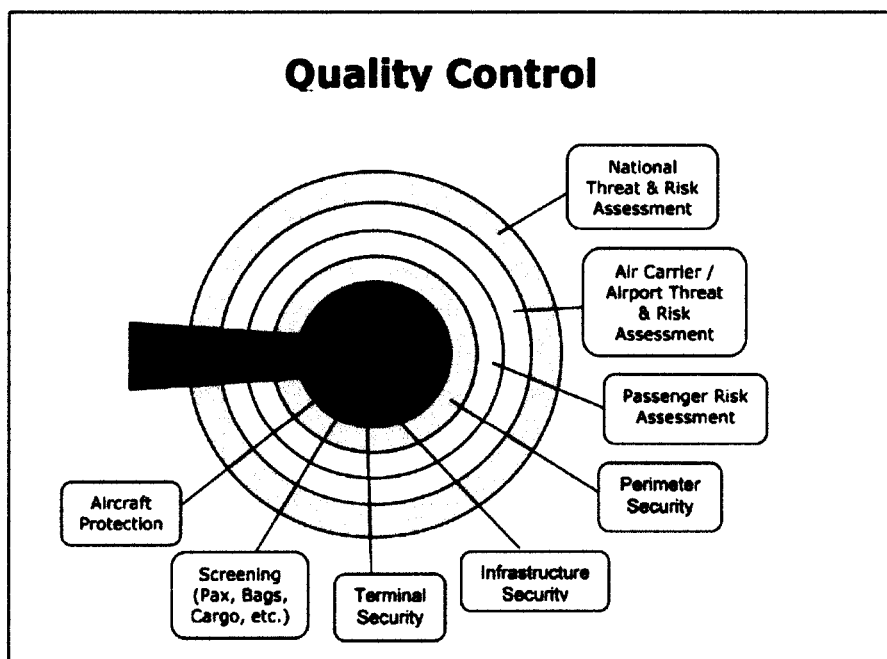 Quality Control
National
Threat & Risk
Assessment
Air Carrier /
Airport Threat
& Risk
Assessment
Passenger Risk
Assessment
Perimeter
Security
Infrastructure
Security
Terminal
Security
Screening
(Pax, Bags,
Cargo, etc.)
Aircraft
Protection